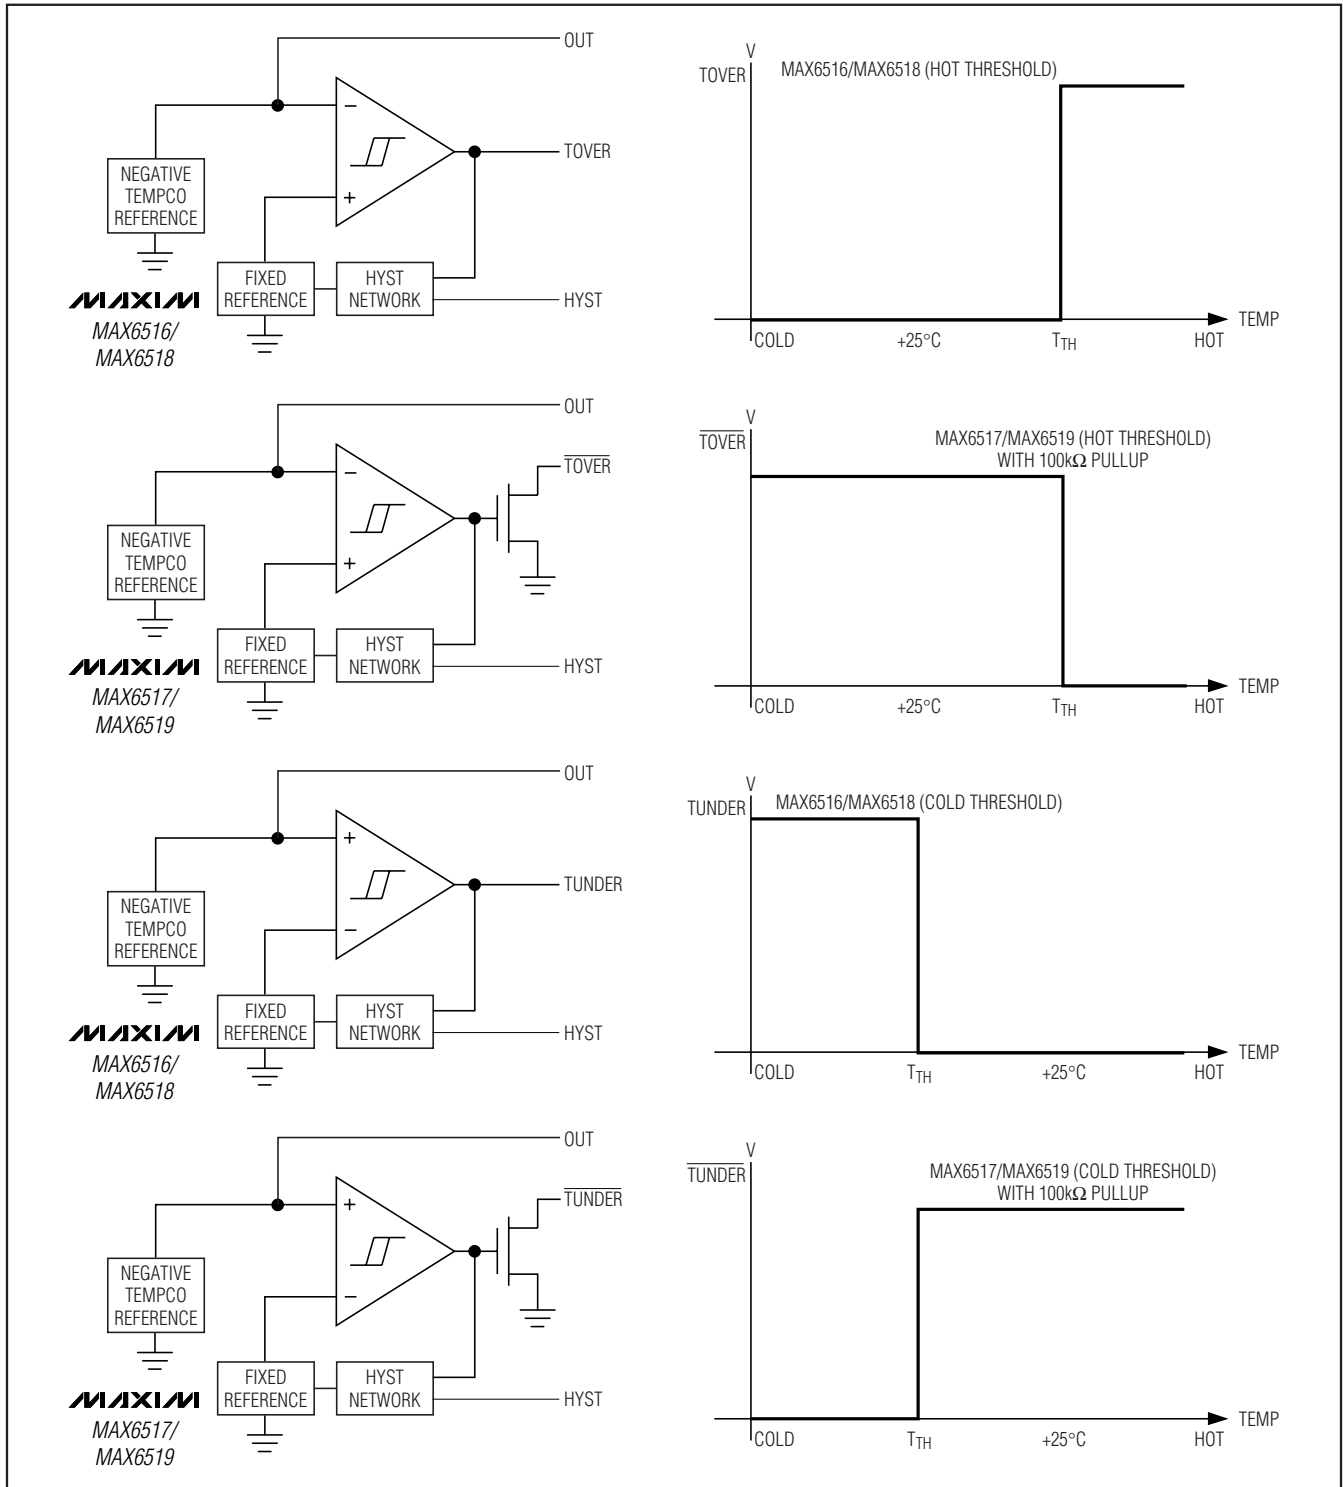 OUT
TOVER
NEGATIVE
TEMPCO
REFERENCE
−
+
FIXED
REFERENCE
HYST
NETWORK
HYST
MAXIM
MAX6516/
MAX6518
V
TOVER
MAX6516/MAX6518 (HOT THRESHOLD)
COLD
+25°C
TTH
HOT
TEMP
OUT
TOVER
NEGATIVE
TEMPCO
REFERENCE
−
+
FIXED
REFERENCE
HYST
NETWORK
HYST
MAXIM
MAX6517/
MAX6519
V
TOVER
MAX6517/MAX6519 (HOT THRESHOLD)
WITH 100kΩ PULLUP
COLD
+25°C
TTH
HOT
TEMP
OUT
TUNDER
NEGATIVE
TEMPCO
REFERENCE
+
−
FIXED
REFERENCE
HYST
NETWORK
HYST
MAXIM
MAX6516/
MAX6518
V
TUNDER
MAX6516/MAX6518 (COLD THRESHOLD)
COLD
TTH
+25°C
HOT
TEMP
OUT
TUNDER
NEGATIVE
TEMPCO
REFERENCE
+
−
FIXED
REFERENCE
HYST
NETWORK
HYST
MAXIM
MAX6517/
MAX6519
V
TUNDER
MAX6517/MAX6519 (COLD THRESHOLD)
WITH 100kΩ PULLUP
COLD
TTH
+25°C
HOT
TEMP